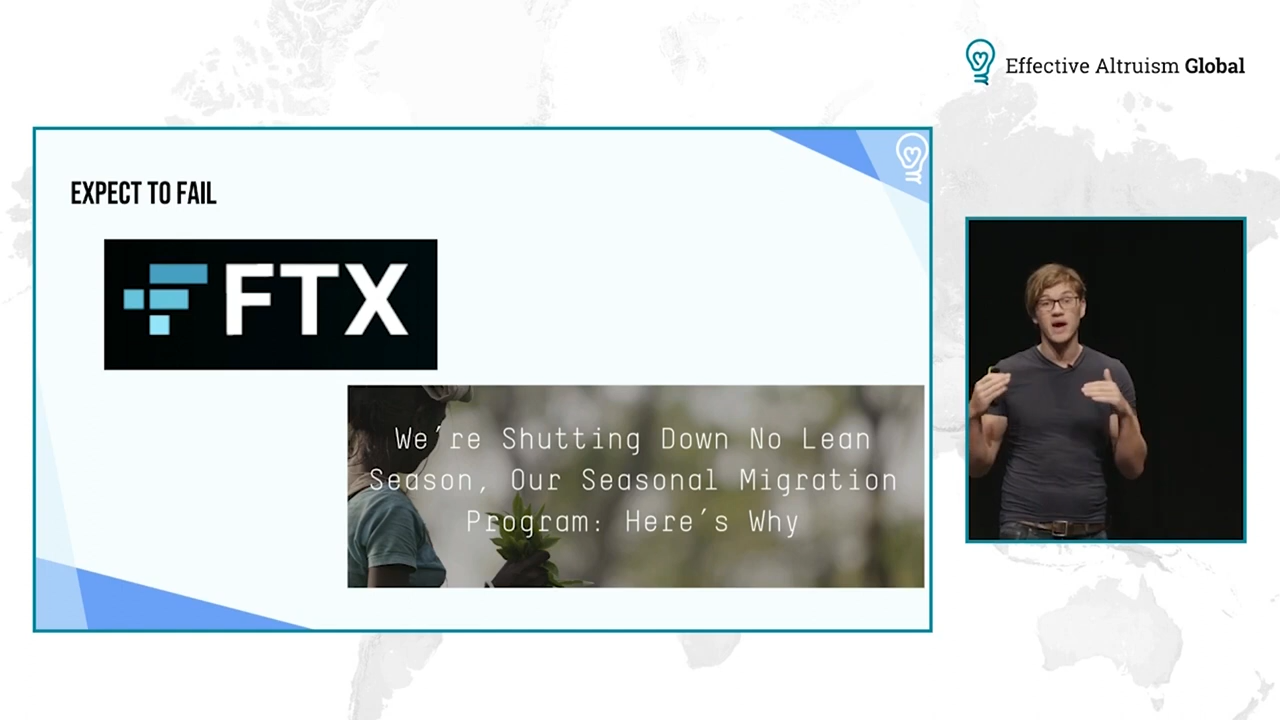 Effective Altruism Global
EXPECT TO FAIL
FTX
We're Shutting Down No Lean
Season, Our Seasonal Migration
Program: Here's Why